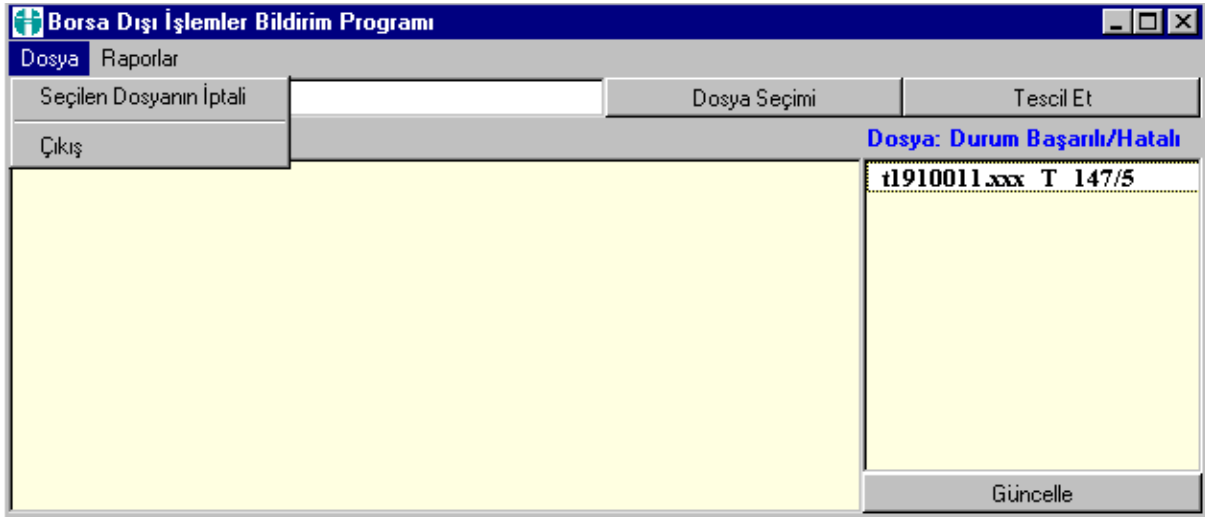 Borsa Dışı İşlemler Bildirim Programı
Dosya Raporlar
Seçilen Dosyanın İptali
Dosya Seçimi
Tescil Et
Çıkış
Dosya: Durum Başarılı/Hatalı
t1910011.xxx T 147/5
Güncelle